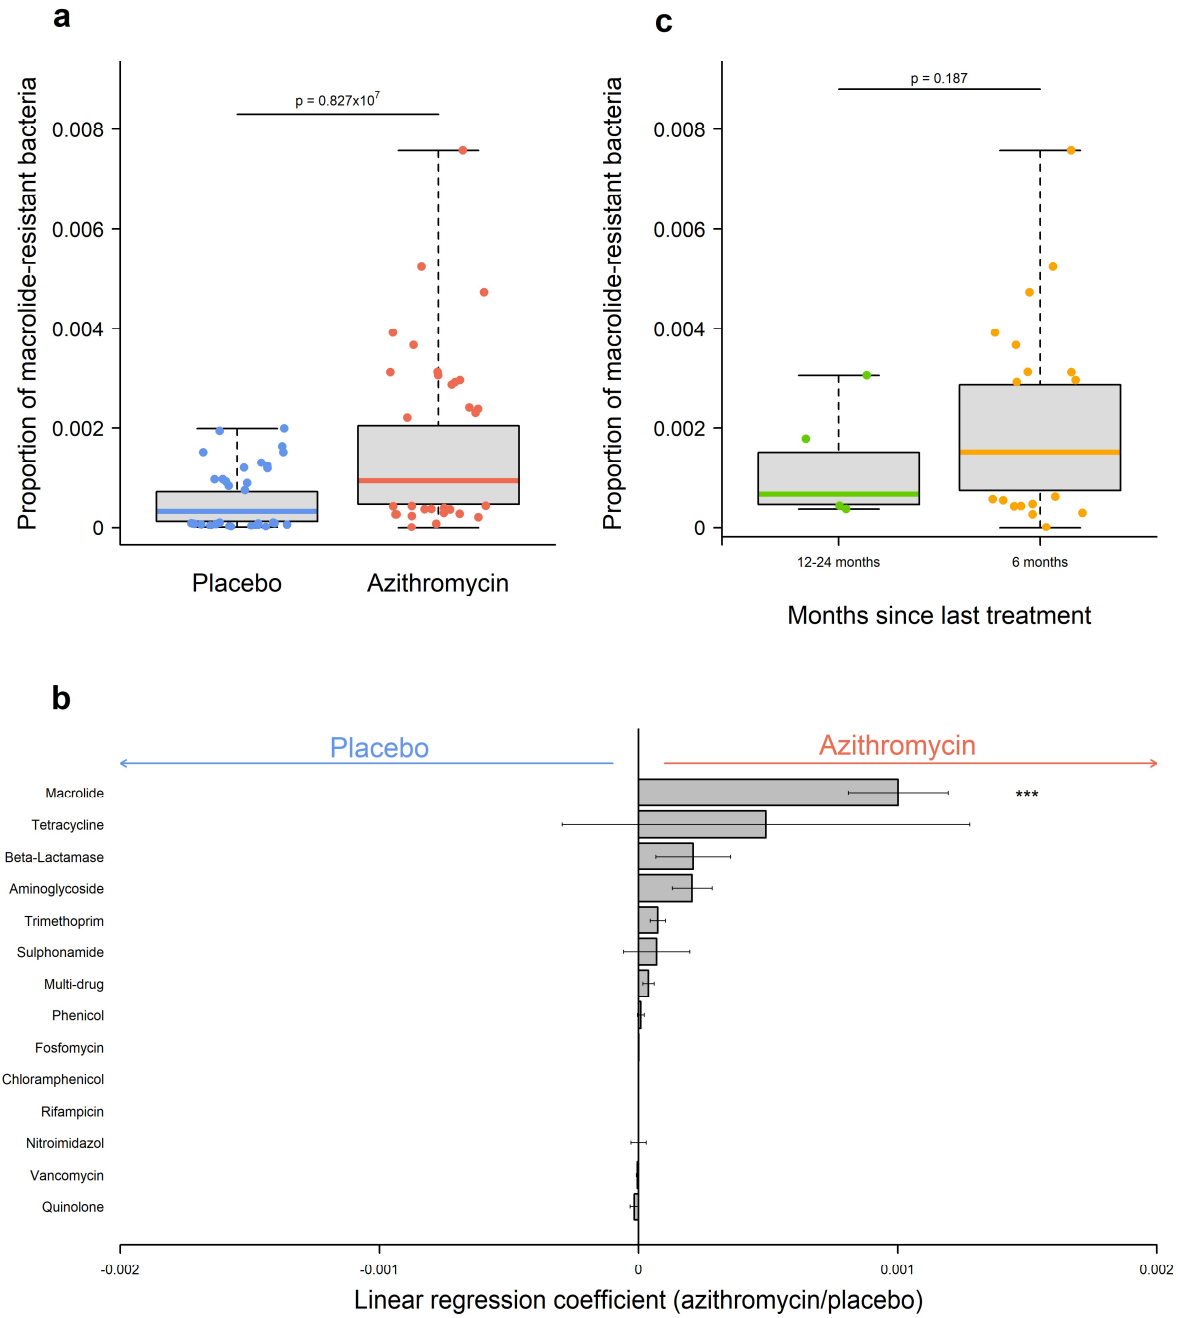 a
Proportion of macrolide-resistant bacteria
0.008
0.006
0.004
0.002
0
p = 0.827x10⁷
Placebo
Azithromycin
c
Proportion of macrolide-resistant bacteria
0.008
0.006
0.004
0.002
0
p = 0.187
12-24 months
6 months
Months since last treatment
b
Placebo
Azithromycin
Macrolide
***
Tetracycline
Beta-Lactamase
Aminoglycoside
Trimethoprim
Sulphonamide
Multi-drug
Phenicol
Fosfomycin
Chloramphenicol
Rifampicin
Nitroimidazol
Vancomycin
Quinolone
-0.002
-0.001
0
0.001
0.002
Linear regression coefficient (azithromycin/placebo)